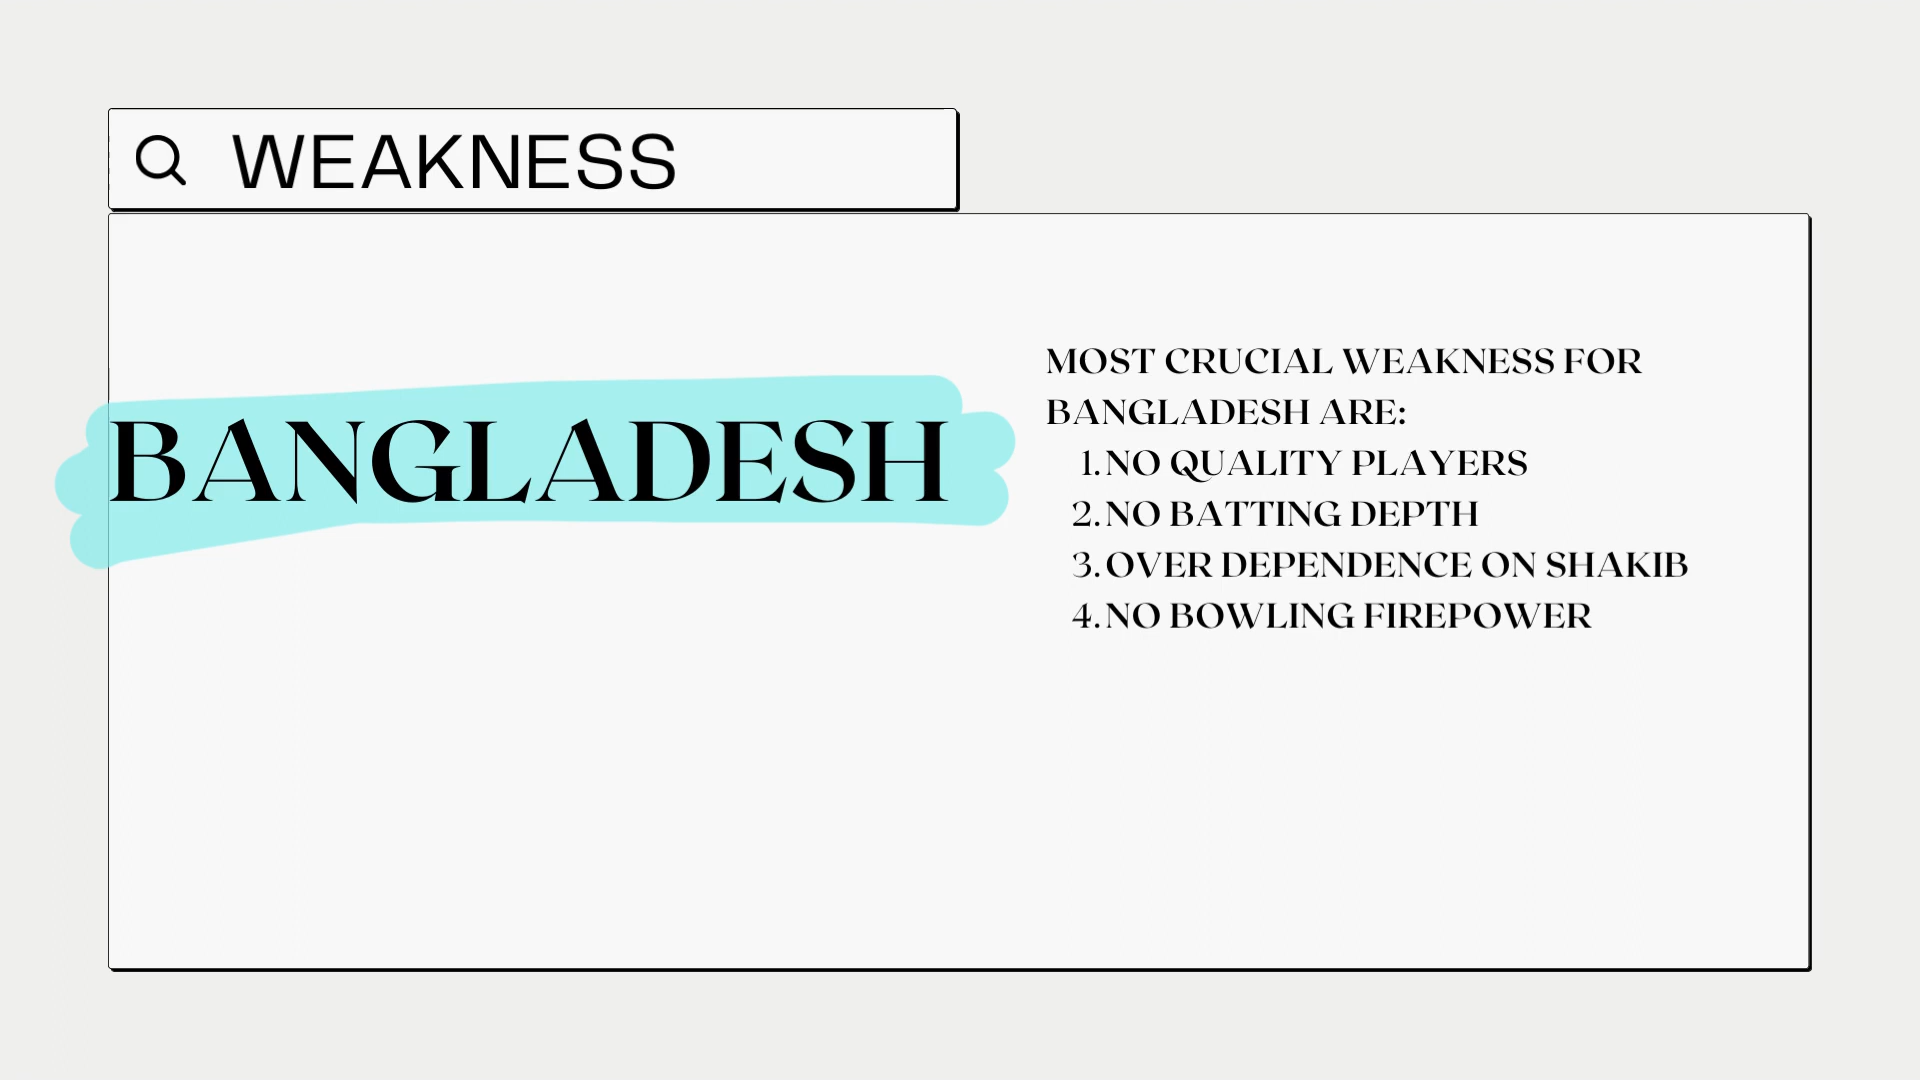 WEAKNESS
BANGLADESH
MOST CRUCIAL WEAKNESS FOR
BANGLADESH ARE:
1. NO QUALITY PLAYERS
2. NO BATTING DEPTH
3. OVER DEPENDENCE ON SHAKIB
4. NO BOWLING FIREPOWER